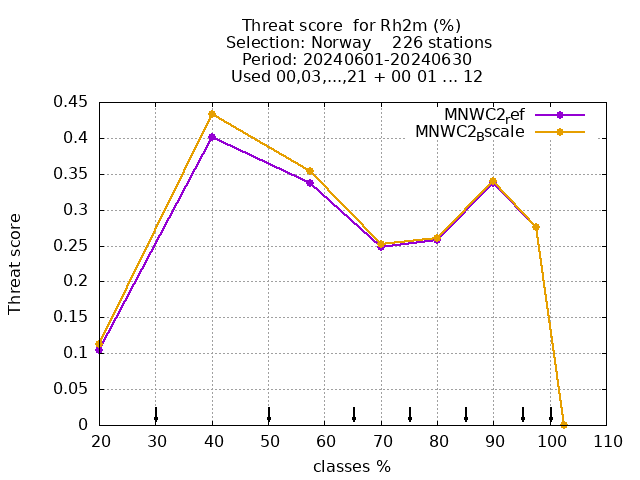 Threat score  for Rh2m (%)
Selection: Norway    226 stations
Period: 20240601-20240630
Used 00,03,...,21 + 00 01 ... 12
MNWC2ref
MNWC2Bscale
Threat score
0.45
0.4
0.35
0.3
0.25
0.2
0.15
0.1
0.05
0
20 30 40 50 60 70 80 90 100 110
classes %